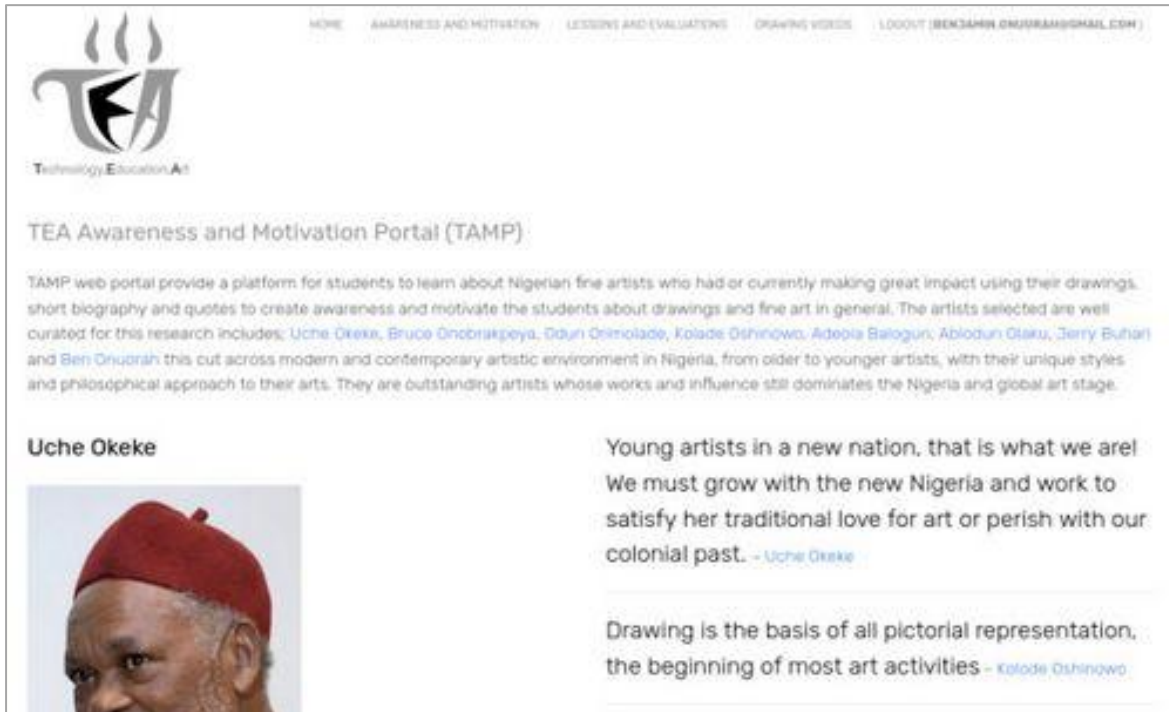 HOME AWARENESS AND MOTIVATION LESSONS AND EVALUATIONS DRAWING VIDEOS LOGOUT (BENJAMIN.ONUORAH@GMAIL.COM)
TEA
Technology.Education.Art
TEA Awareness and Motivation Portal (TAMP)
TAMP web portal provide a platform for students to learn about Nigerian fine artists who had or currently making great impact using their drawings,
short biography and quotes to create awareness and motivate the students about drawings and fine art in general. The artists selected are well
curated for this research includes; Uche Okeke, Bruce Onobrakpeya, Odun Orimolade, Kolade Oshinowo, Adeola Balogun, Abiodun Olaku, Jerry Buhari
and Ben Onuorah this cut across modern and contemporary artistic environment in Nigeria, from older to younger artists, with their unique styles
and philosophical approach to their arts. They are outstanding artists whose works and influence still dominates the Nigeria and global art stage.
Uche Okeke
Young artists in a new nation, that is what we are!
We must grow with the new Nigeria and work to
satisfy her traditional love for art or perish with our
colonial past. - Uche Okeke
Drawing is the basis of all pictorial representation,
the beginning of most art activities - Kolode Oshinowo